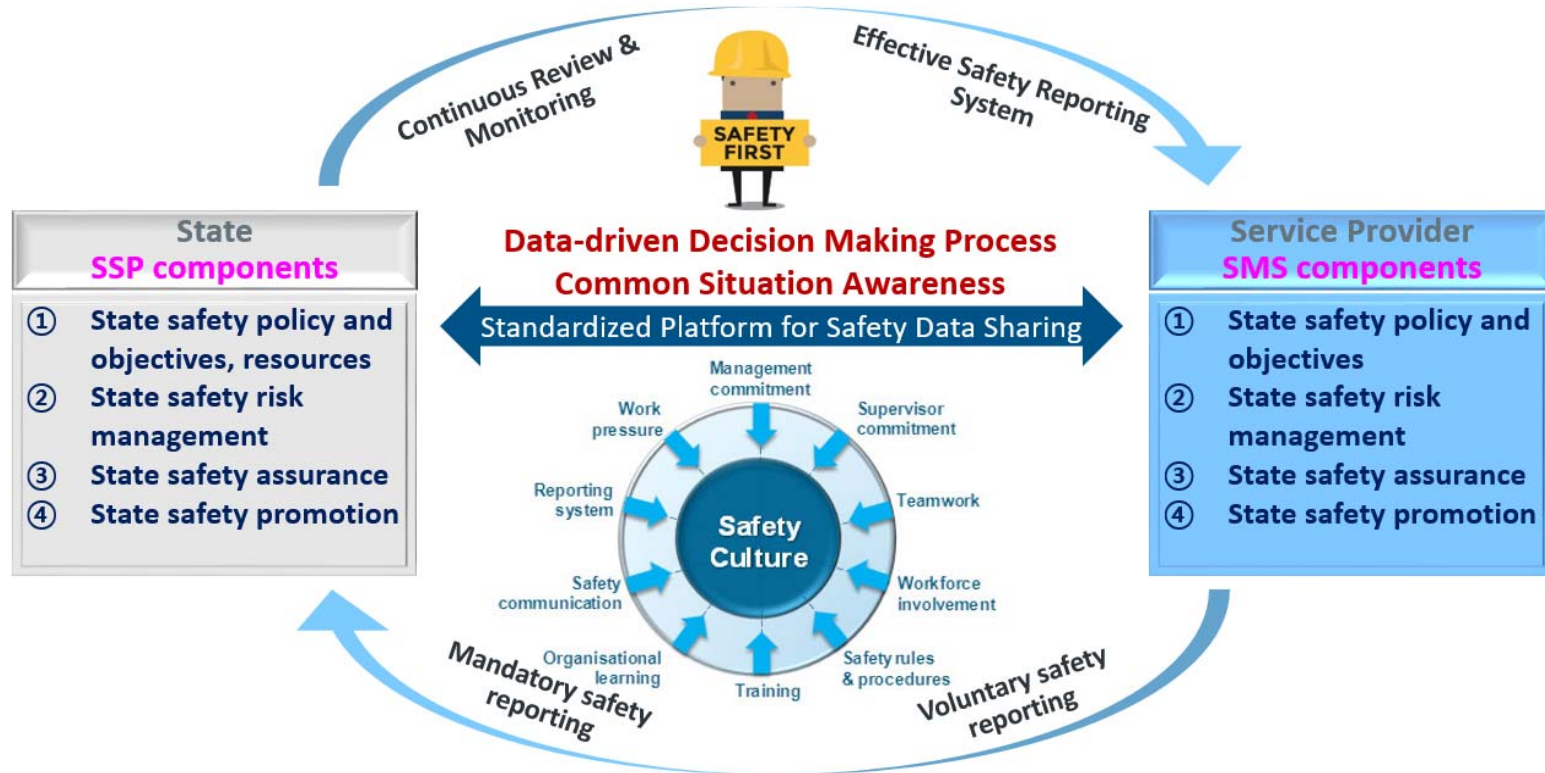 Continuous Review &
Monitoring
Effective Safety Reporting
System
SAFETY
FIRST
State
SSP components
① State safety policy and
objectives, resources
② State safety risk
management
③ State safety assurance
④ State safety promotion
Data-driven Decision Making Process
Common Situation Awareness
Standardized Platform for Safety Data Sharing
Service Provider
SMS components
① State safety policy and
objectives
② State safety risk
management
③ State safety assurance
④ State safety promotion
Management
commitment
Supervisor
commitment
Teamwork
Workforce
involvement
Safety rules
& procedures
Training
Organisational
learning
Safety
communication
Reporting
system
Work
pressure
Safety
Culture
Mandatory safety
reporting
Voluntary safety
reporting